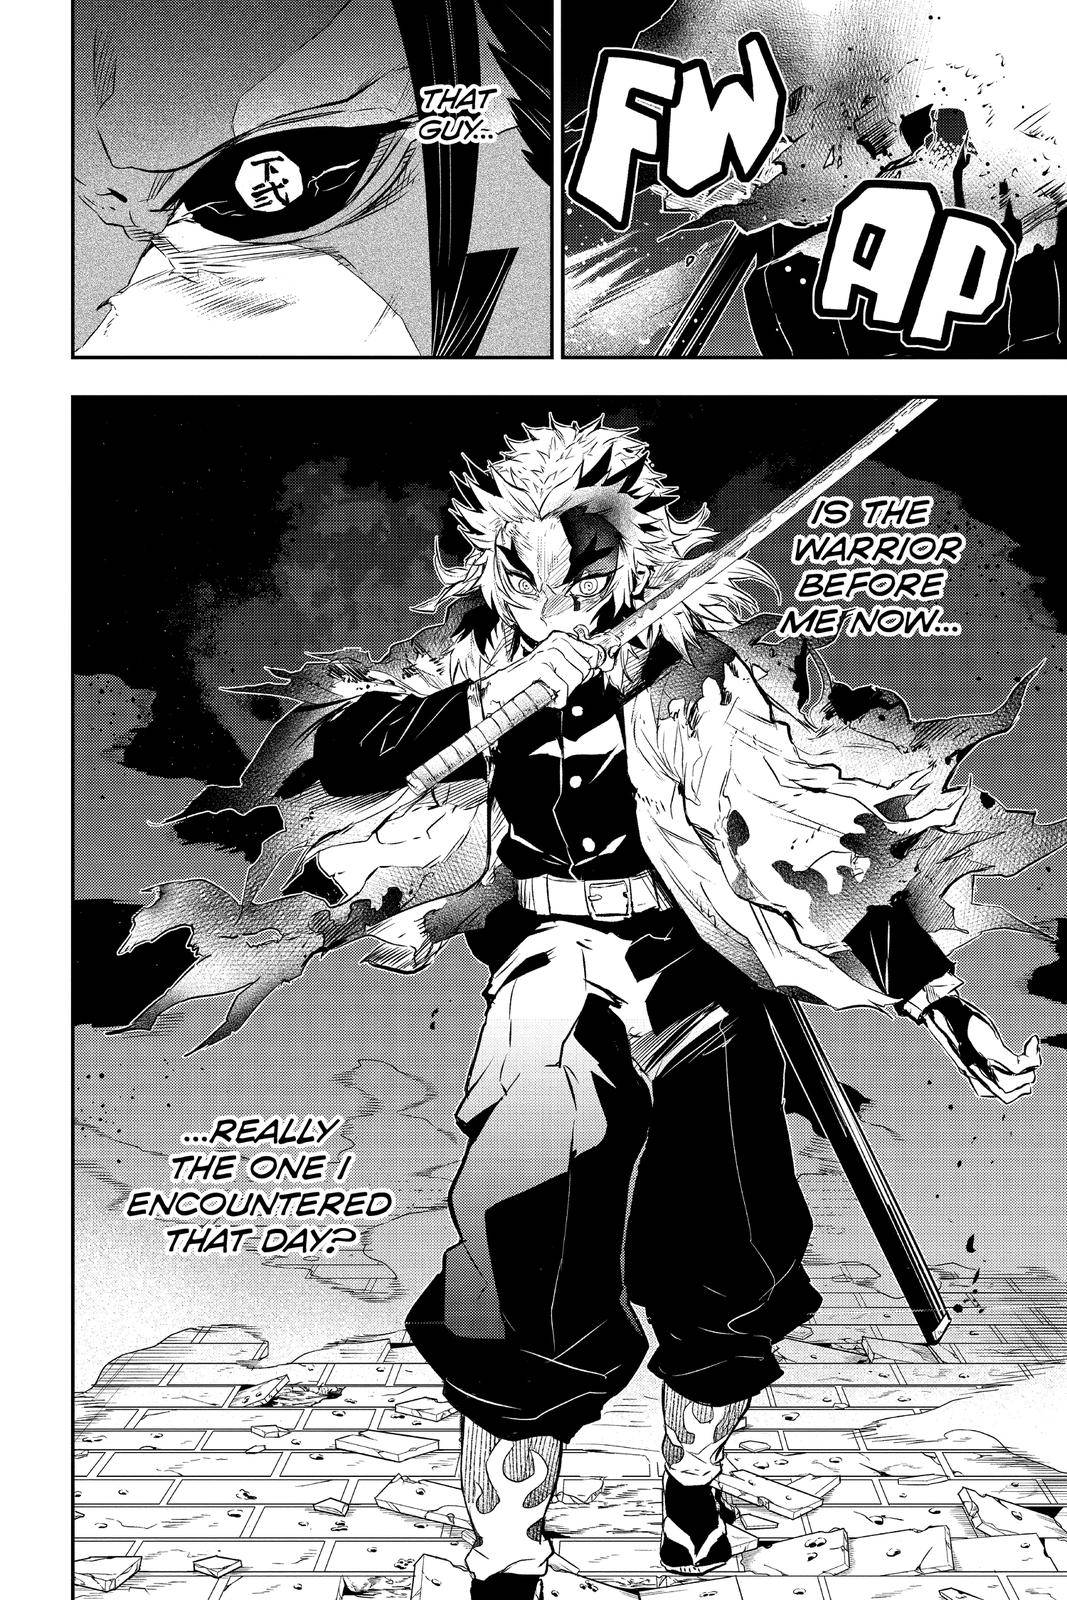 FW
AP
THAT
GUY...
下弐
IS THE
WARRIOR
BEFORE
ME NOW...
...REALLY
THE ONE I
ENCOUNTERED
THAT DAY?